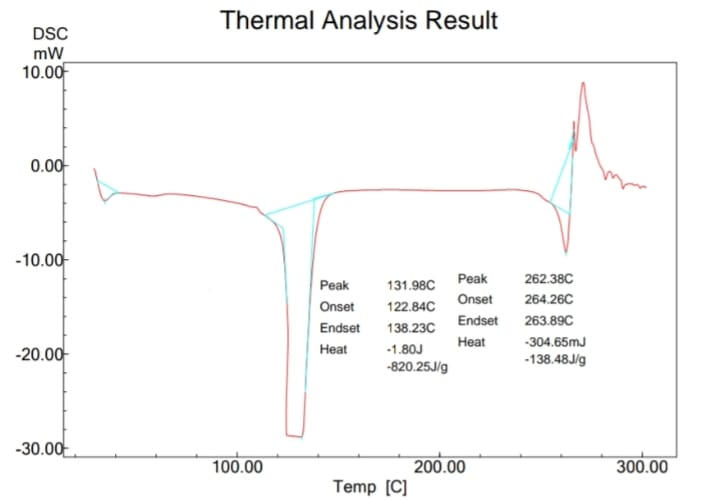 Thermal Analysis Result
DSC
mW
10.00
0.00
-10.00
-20.00
-30.00
Peak 131.98C
Onset 122.84C
Endset 138.23C
Heat -1.80J
-820.25J/g
Peak 262.38C
Onset 264.26C
Endset 263.89C
Heat -304.65mJ
-138.48J/g
100.00 200.00 300.00
Temp [C]